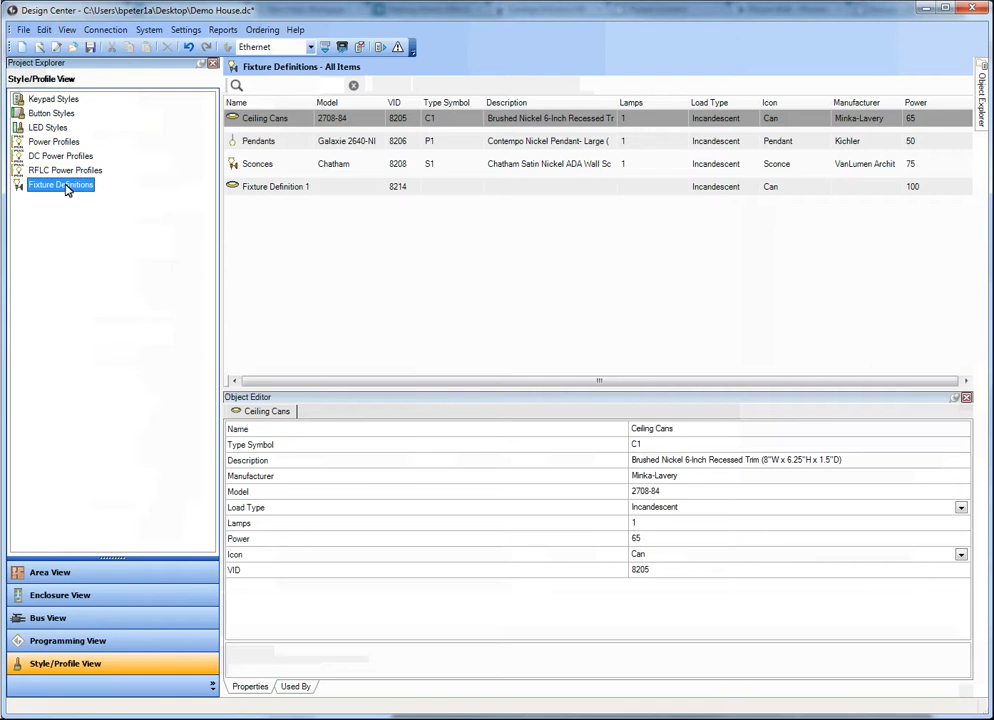 Design Center - C:\Users\bpeter1a\Desktop\Demo House.dc*
File Edit View Connection System Settings Reports Ordering Help
Ethernet
Project Explorer
Style/Profile View
Keypad Styles
Button Styles
LED Styles
Power Profiles
DC Power Profiles
RFLC Power Profiles
Fixture Definitions
Area View
Enclosure View
Bus View
Programming View
Style/Profile View
Fixture Definitions - All Items
Name Model VID Type Symbol Description Lamps Load Type Icon Manufacturer Power
Ceiling Cans 2708-84 8205 C1 Brushed Nickel 6-Inch Recessed Tr 1 Incandescent Can Minka-Lavery 65
Pendants Galaxie 2640-NI 8206 P1 Contempo Nickel Pendant- Large ( 1 Incandescent Pendant Kichler 50
Sconces Chatham 8208 S1 Chatham Satin Nickel ADA Wall Sc 1 Incandescent Sconce VanLumen Archit 75
Fixture Definition 1 8214 Incandescent Can 100
Object Editor
Ceiling Cans
Name Ceiling Cans
Type Symbol C1
Description Brushed Nickel 6-Inch Recessed Trim (8"W x 6.25"H x 1.5"D)
Manufacturer Minka-Lavery
Model 2708-84
Load Type Incandescent
Lamps 1
Power 65
Icon Can
VID 8205
Properties Used By
Object Explorer